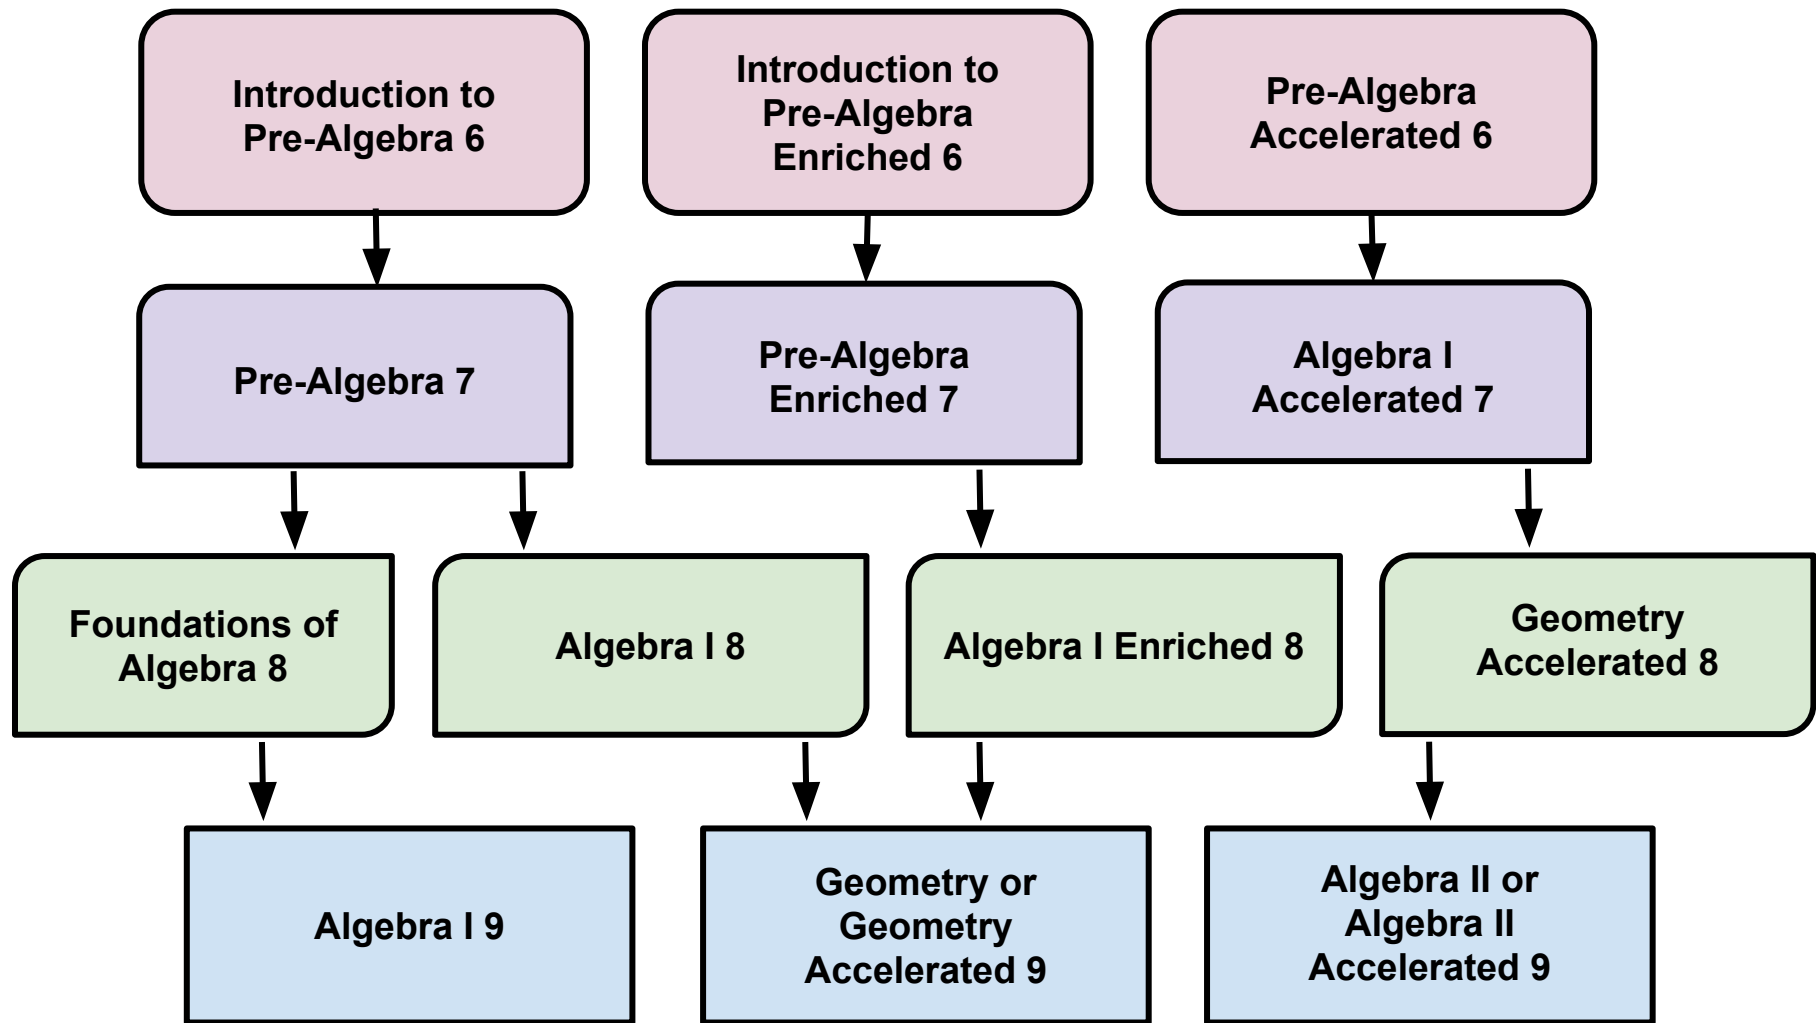 Introduction to
Pre-Algebra 6
Introduction to
Pre-Algebra
Enriched 6
Pre-Algebra
Accelerated 6
Pre-Algebra 7
Pre-Algebra
Enriched 7
Algebra I
Accelerated 7
Foundations of
Algebra 8
Algebra I 8
Algebra I Enriched 8
Geometry
Accelerated 8
Algebra I 9
Geometry or
Geometry
Accelerated 9
Algebra II or
Algebra II
Accelerated 9